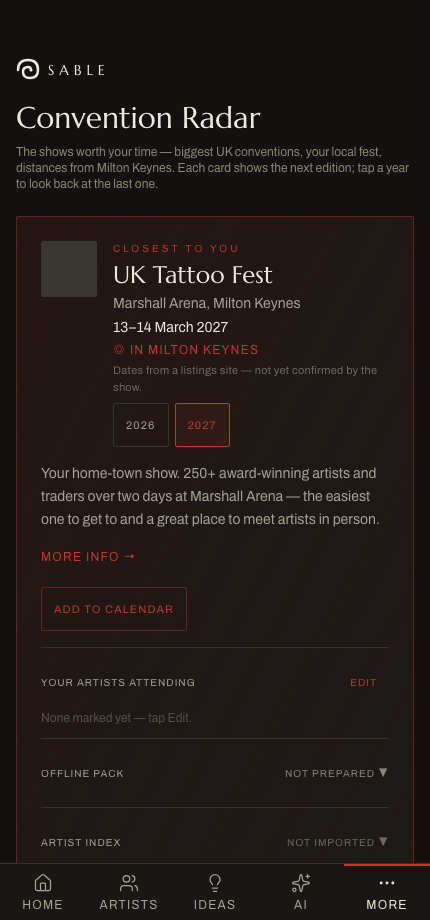 SABLE
Convention Radar
The shows worth your time — biggest UK conventions, your local fest,
distances from Milton Keynes. Each card shows the next edition; tap a year
to look back at the last one.
CLOSEST TO YOU
UK Tattoo Fest
Marshall Arena, Milton Keynes
13–14 March 2027
◎ IN MILTON KEYNES
Dates from a listings site — not yet confirmed by the
show.
2026 2027
Your home-town show. 250+ award-winning artists and
traders over two days at Marshall Arena — the easiest
one to get to and a great place to meet artists in person.
MORE INFO →
ADD TO CALENDAR
YOUR ARTISTS ATTENDING EDIT
None marked yet — tap Edit.
OFFLINE PACK NOT PREPARED ▼
ARTIST INDEX NOT IMPORTED ▼
HOME ARTISTS IDEAS AI MORE